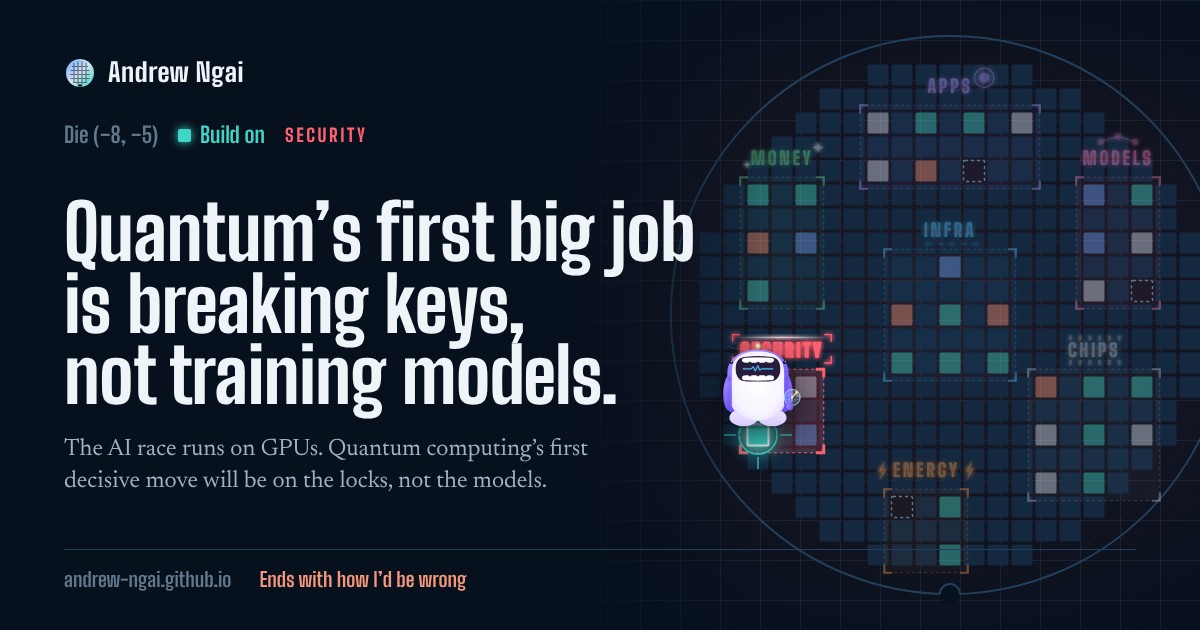 Andrew Ngai
Die (−8, −5) Build on SECURITY
Quantum’s first big job
is breaking keys,
not training models.
The AI race runs on GPUs. Quantum computing’s first
decisive move will be on the locks, not the models.
andrew-ngai.github.io Ends with how I’d be wrong
APPS
MONEY
MODELS
INFRA
SECURITY
CHIPS
ENERGY